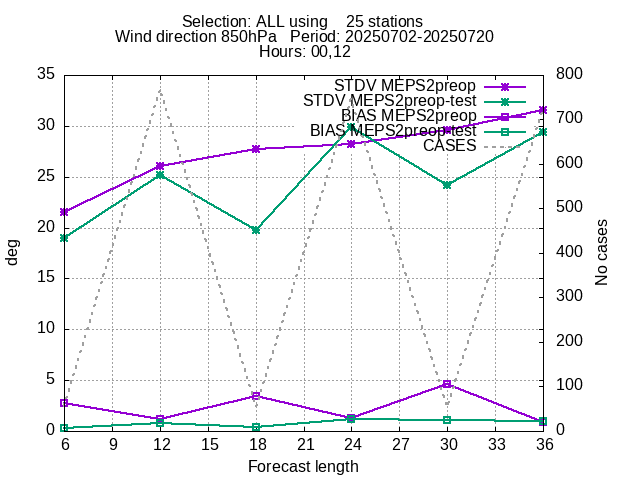 Selection: ALL using 25 stations
Wind direction 850hPa Period: 20250702-20250720
Hours: 00,12
STDV MEPS2preop
STDV MEPS2preop-test
BIAS MEPS2preop
BIAS MEPS2preop-test
CASES
deg
35
30
25
20
15
10
5
0
No cases
800
700
600
500
400
300
200
100
0
6 9 12 15 18 21 24 27 30 33 36
Forecast length